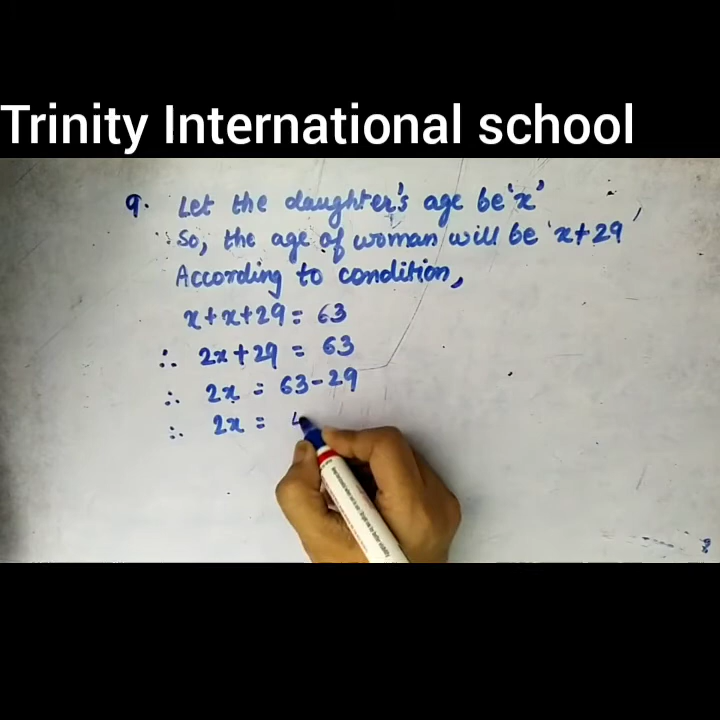 Trinity International school
9. Let the daughter's age be 'x'
So, the age of woman will be 'x+29'
According to condition,
x+x+29 = 63
∴ 2x+29 = 63
∴ 2x = 63-29
∴ 2x =